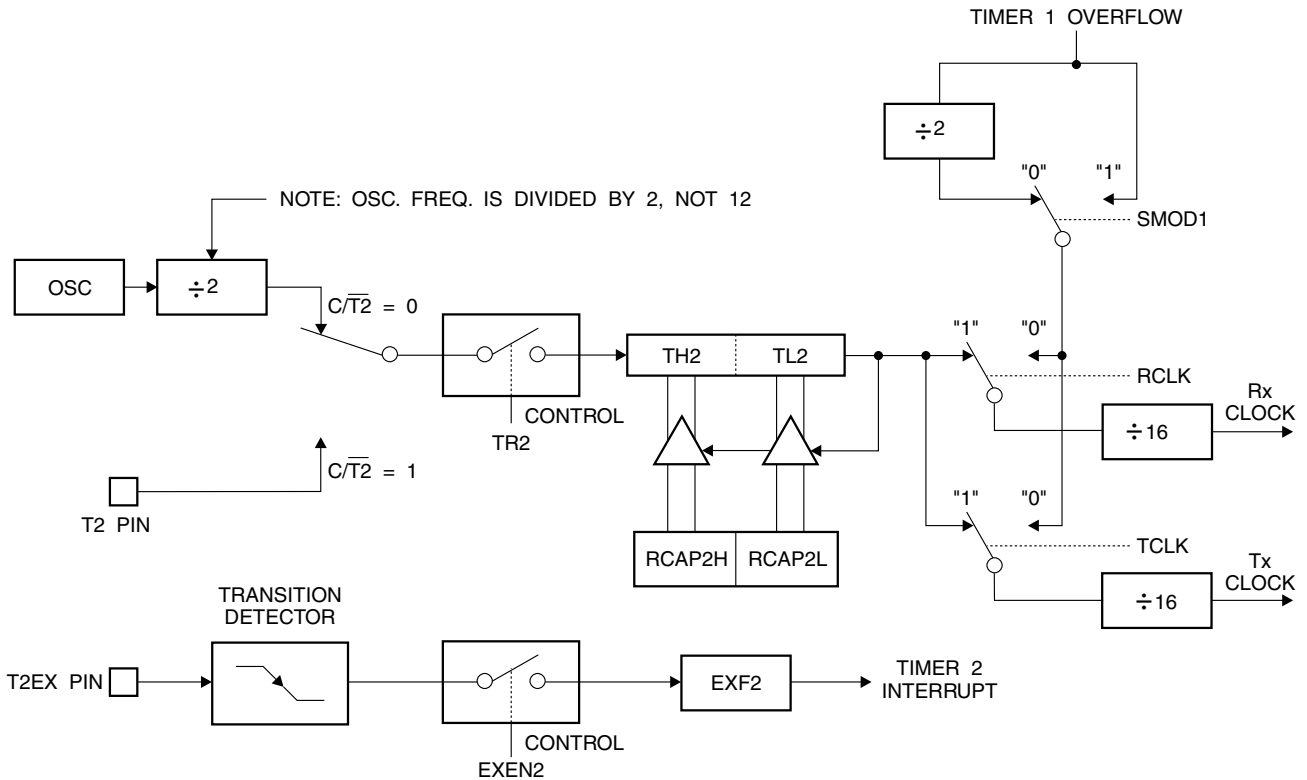 TIMER 1 OVERFLOW
÷2
"0" "1"
NOTE: OSC. FREQ. IS DIVIDED BY 2, NOT 12
SMOD1
OSC
÷2
C/T2̅ = 0
TH2 TL2
"1" "0"
RCLK
Rx
CLOCK
CONTROL
TR2
÷16
C/T2̅ = 1
T2 PIN
"1" "0"
TCLK
RCAP2H RCAP2L
Tx
CLOCK
÷16
TRANSITION
DETECTOR
T2EX PIN
EXF2
TIMER 2
INTERRUPT
CONTROL
EXEN2